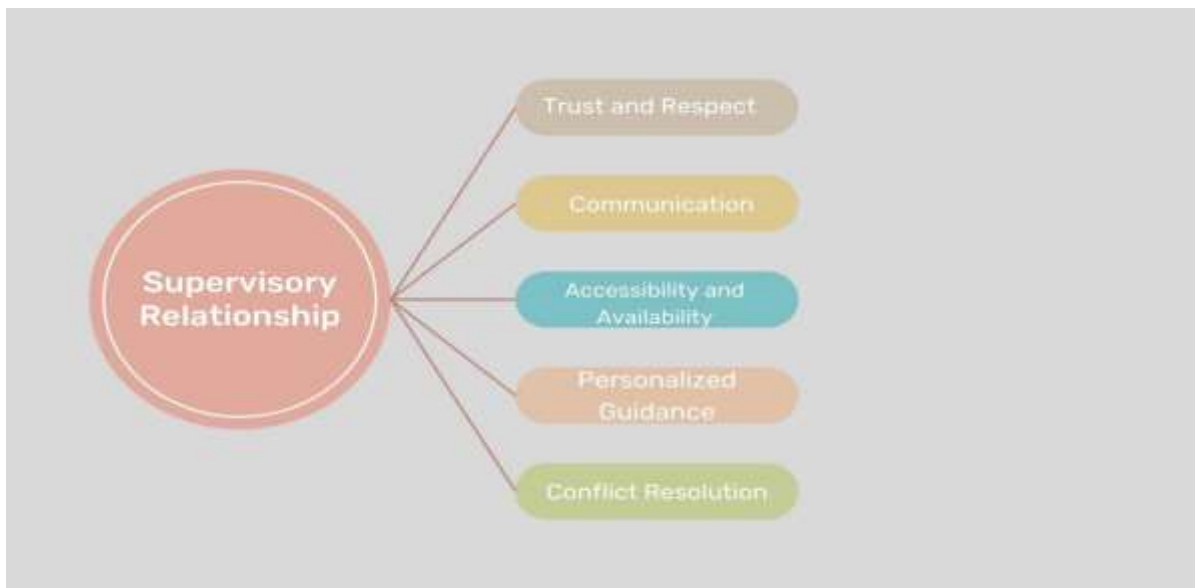 Supervisory
Relationship
Trust and Respect
Communication
Accessibility and
Availability
Personalized
Guidance
Conflict Resolution